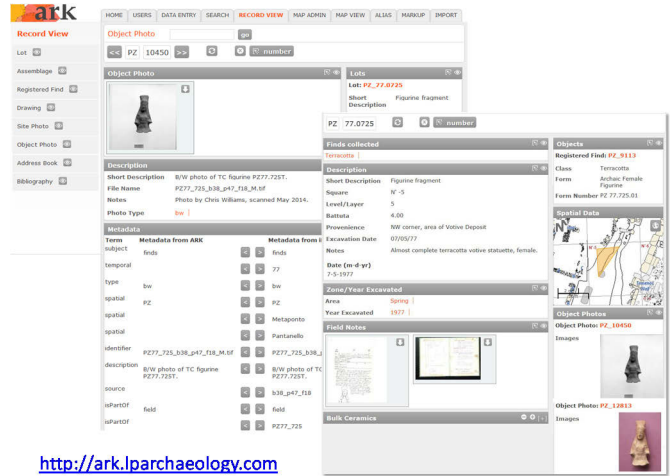 ark
HOME USERS DATA ENTRY SEARCH RECORD VIEW MAP ADMIN MAP VIEW ALIAS MARKUP IMPORT
Record View
Lot
Assemblage
Registered Find
Drawing
Site Photo
Object Photo
Address Book
Bibliography
Object Photo go
<< PZ 10450 >> number
Object Photo
Description
Short Description B/W photo of TC figurine PZ77.725T.
File Name PZ77_725_b38_p47_f18_M.tif
Notes Photo by Chris Williams, scanned May 2014.
Photo Type bw
Metadata
Term Metadata from ARK Metadata from i
subject finds < > finds
temporal < > 77
type bw < > bw
spatial PZ < > PZ
spatial < > Metaponto
spatial < > Pantanello
identifier PZ77_725_b38_p47_f18_M.tif < > PZ77_725_b38_p
description B/W photo of TC figurine PZ77.725T. < > B/W photo of TC PZ77.725T.
source < > b38_p47_f18
isPartOf field < > field
isPartOf < > PZ77_725
Lots
Lot: PZ_77.0725
Short Description Figurine fragment
PZ 77.0725 number
Finds collected
Terracotta
Description
Short Description Figurine fragment
Square N° -5
Level/Layer 5
Battuta 4.00
Provenience NW corner, area of Votive Deposit
Excavation Date 07/05/77
Notes Almost complete terracotta votive statuette, female.
Date (m-d-yr)
7-5-1977
Zone/Year Excavated
Area Spring
Year Excavated 1977
Field Notes
Bulk Ceramics
Objects
Registered Find: PZ_9113
Class Terracotta
Form Archaic Female Figurine
Form Number PZ 77.725.01
Spatial Data
Object Photos
Object Photo: PZ_10450
Images
Object Photo: PZ_12813
Images
http://ark.lparchaeology.com